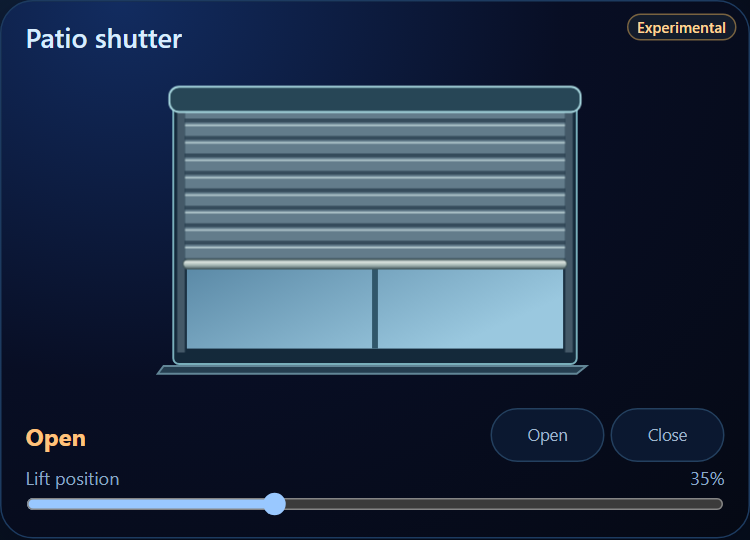 Patio shutter
Experimental
Open
Open
Close
Lift position
35%